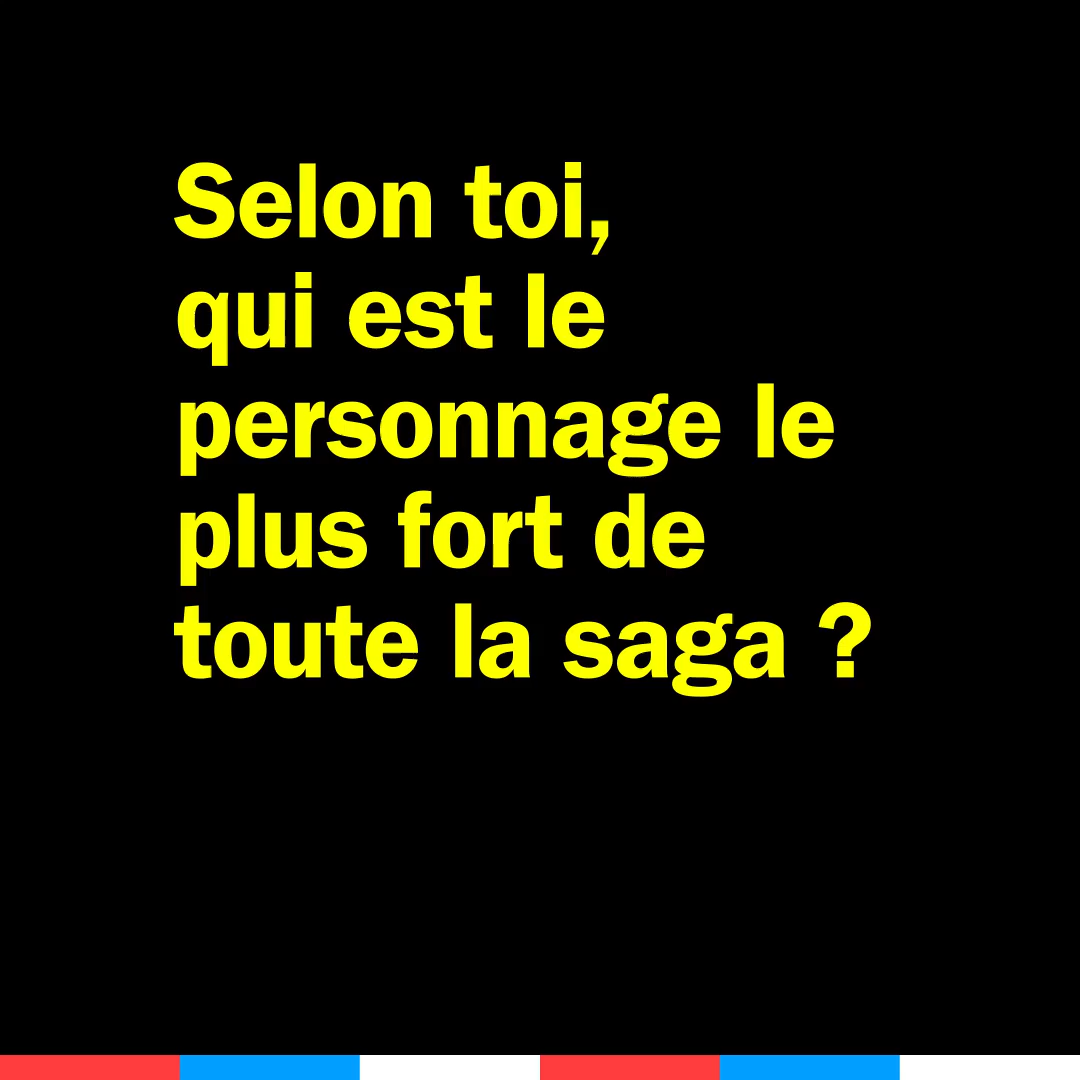 Selon toi,
qui est le
personnage le
plus fort de
toute la saga ?